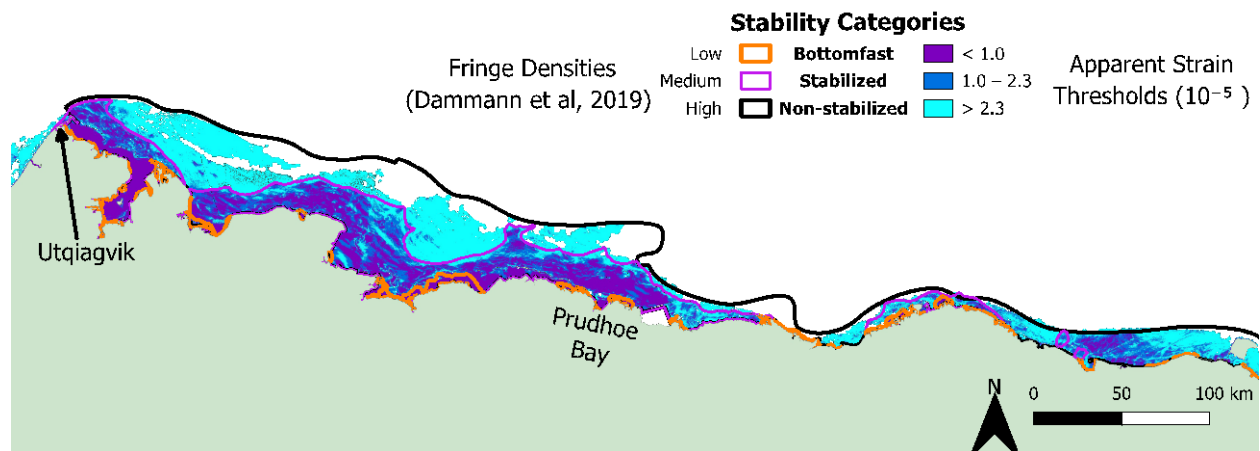 Stability Categories
Low Bottomfast < 1.0
Medium Stabilized 1.0 – 2.3
High Non-stabilized > 2.3
Fringe Densities
(Dammann et al, 2019)
Apparent Strain
Thresholds (10⁻⁵ )
Utqiagvik
Prudhoe
Bay
N
0 50 100 km